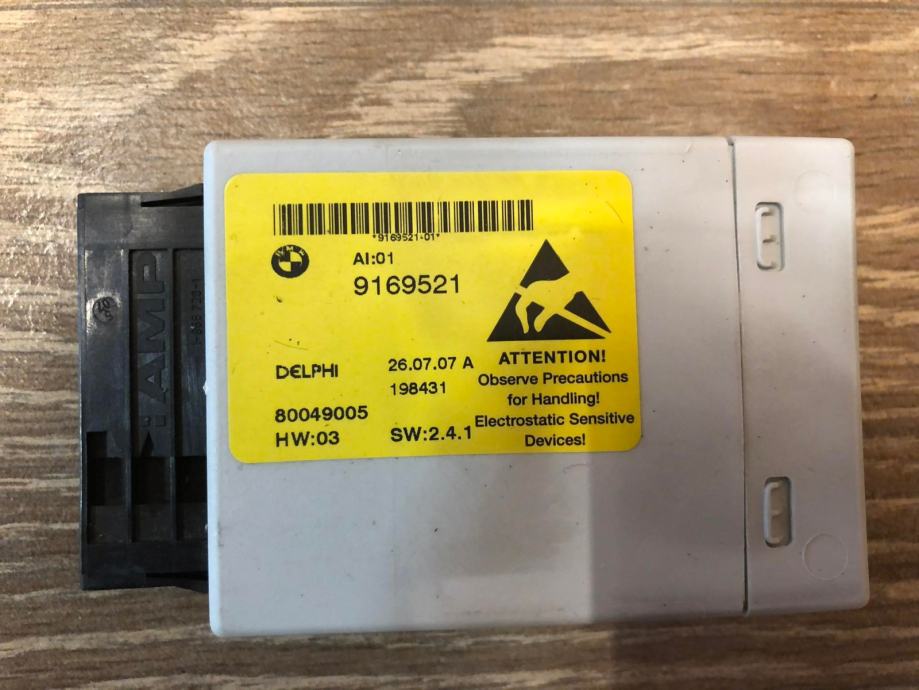 *9169521-01*
BMW
AI:01
9169521
DELPHI
26.07.07 A
198431
80049005
HW:03
SW:2.4.1
ATTENTION!
Observe Precautions
for Handling!
Electrostatic Sensitive
Devices!
AMP